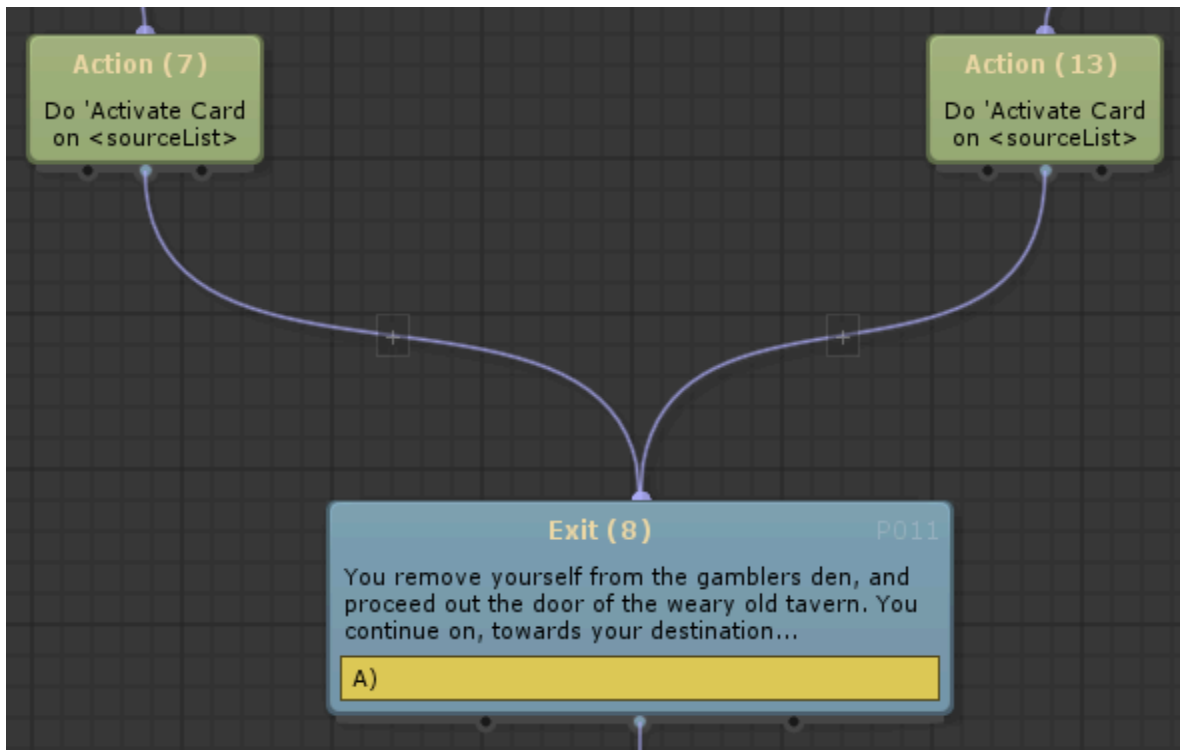 Action (7)
Do 'Activate Card
on <sourceList>
Action (13)
Do 'Activate Card
on <sourceList>
Exit (8)
P011
You remove yourself from the gamblers den, and
proceed out the door of the weary old tavern. You
continue on, towards your destination...
A)